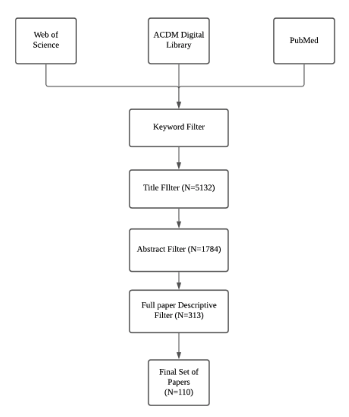 Web of
Science
ACDM Digital
Library
PubMed
Keyword Filter
Title FIlter (N=5132)
Abstract Filter (N=1784)
Full paper Descriptive
Filter (N=313)
Final Set of
Papers
(N=110)